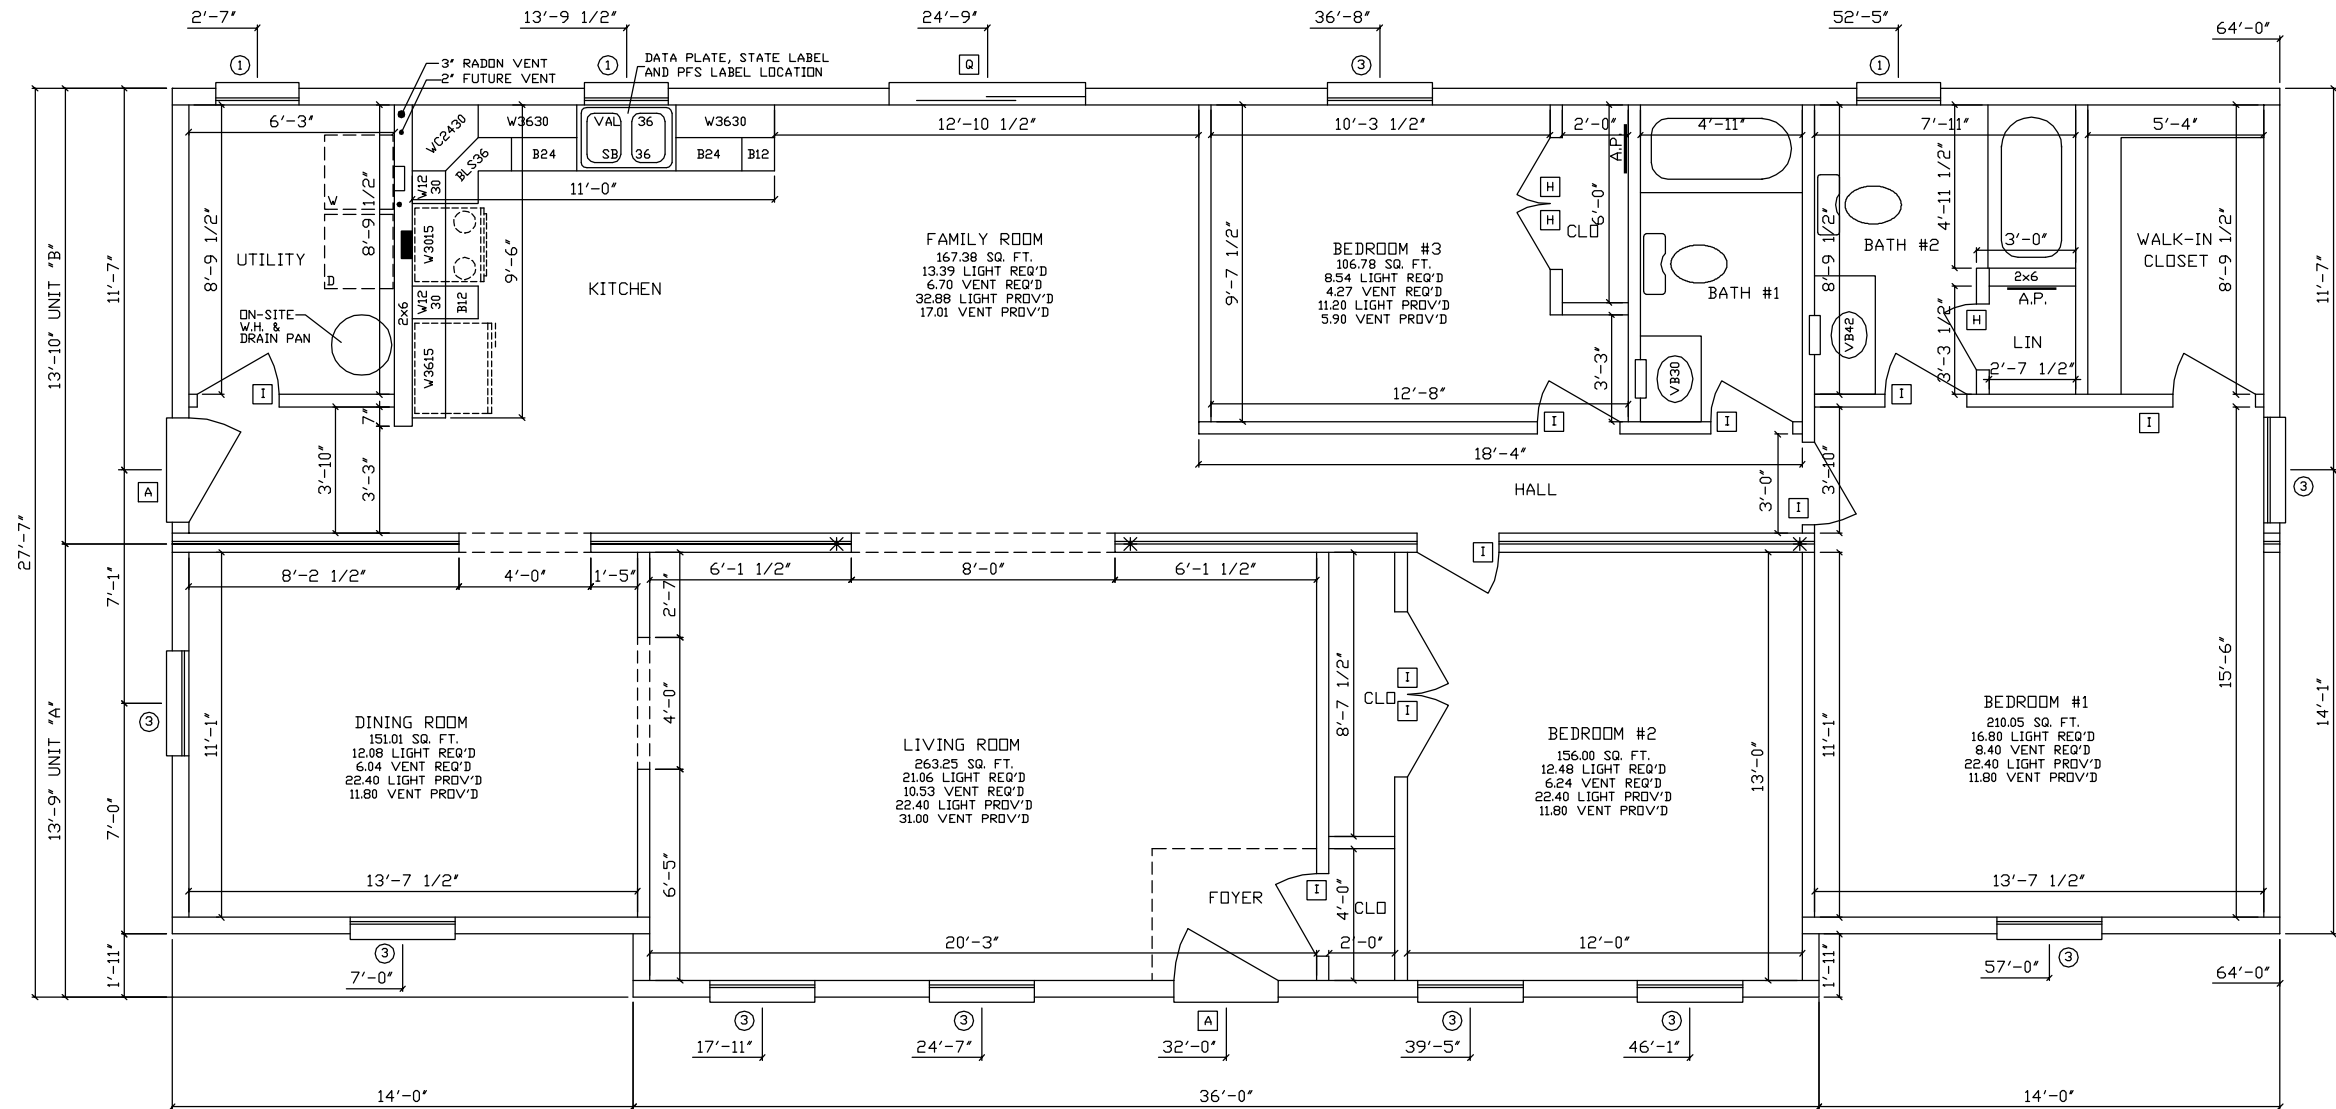 2'-7"
13'-9 1/2"
24'-9"
36'-8"
52'-5"
64'-0"
1
3" RADON VENT
2" FUTURE VENT
1
DATA PLATE, STATE LABEL
AND PFS LABEL LOCATION
Q
3
1
6'-3"
WC2430
W3630
VAL 36
W3630
12'-10 1/2"
10'-3 1/2"
2'-0"
A.P.
4'-11"
7'-11"
5'-4"
BLS36
B24
SB 36
B24
B12
W12
30
11'-0"
W
D
8'-9 1/2"
8'-9 1/2"
UTILITY
W3015
9'-6"
KITCHEN
W12
30
B12
2x6
W3615
ON-SITE
W.H. &
DRAIN PAN
I
FAMILY ROOM
167.38 SQ. FT.
13.39 LIGHT REQ'D
6.70 VENT REQ'D
32.88 LIGHT PROV'D
17.01 VENT PROV'D
9'-7 1/2"
BEDROOM #3
106.78 SQ. FT.
8.54 LIGHT REQ'D
4.27 VENT REQ'D
11.20 LIGHT PROV'D
5.90 VENT PROV'D
H
H
CLO
6'-0"
3'-3"
12'-8"
I
BATH #1
VB30
I
8'-9 1/2"
BATH #2
VB42
4'-11 1/2"
3'-0"
2x6
A.P.
H
LIN
3'-3 1/2"
2'-7 1/2"
I
WALK-IN
CLOSET
8'-9 1/2"
I
11'-7"
13'-10" UNIT "B"
11'-7"
27'-7"
7"
3'-10"
3'-3"
A
18'-4"
HALL
3'-0"
3'-10"
I
I
3
8'-2 1/2"
4'-0"
1'-5"
6'-1 1/2"
8'-0"
6'-1 1/2"
7'-1"
2'-7"
13'-9" UNIT "A"
3
11'-1"
DINING ROOM
151.01 SQ. FT.
12.08 LIGHT REQ'D
6.04 VENT REQ'D
22.40 LIGHT PROV'D
11.80 VENT PROV'D
4'-0"
LIVING ROOM
263.25 SQ. FT.
21.06 LIGHT REQ'D
10.53 VENT REQ'D
22.40 LIGHT PROV'D
31.00 VENT PROV'D
8'-7 1/2"
CLO
I
I
BEDROOM #2
156.00 SQ. FT.
12.48 LIGHT REQ'D
6.24 VENT REQ'D
22.40 LIGHT PROV'D
11.80 VENT PROV'D
13'-0"
11'-1"
BEDROOM #1
210.05 SQ. FT.
16.80 LIGHT REQ'D
8.40 VENT REQ'D
22.40 LIGHT PROV'D
11.80 VENT PROV'D
15'-6"
14'-1"
7'-0"
13'-7 1/2"
6'-5"
FOYER
I
4'-0"
CLO
13'-7 1/2"
20'-3"
2'-0"
12'-0"
1'-11"
3
7'-0"
1'-11"
3
57'-0"
64'-0"
3
3
A
3
3
17'-11"
24'-7"
32'-0"
39'-5"
46'-1"
14'-0"
36'-0"
14'-0"